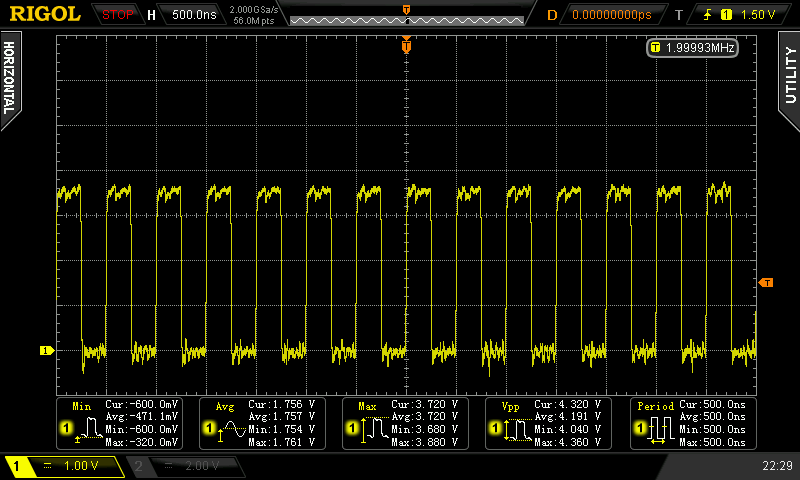 RIGOL STOP H 500.0ns 2.000GSa/s D 0.00000000ps T 1 1.50 V
56.0M pts
T
T
T 1.99993MHz
HORIZONTAL
UTILITY
T
1
Min Cur:-600.0mV
Avg:-471.1mV
1 Min:-600.0mV
Max:-320.0mV
Avg Cur:1.756 V
Avg:1.757 V
1 Min:1.754 V
Max:1.761 V
Max Cur:3.720 V
Avg:3.720 V
1 Min:3.680 V
Max:3.880 V
Vpp Cur:4.320 V
Avg:4.191 V
1 Min:4.040 V
Max:4.360 V
Period Cur:500.0ns
Avg:500.0ns
1 Min:500.0ns
Max:500.0ns
1 1.00 V 2 2.00 V 22:29